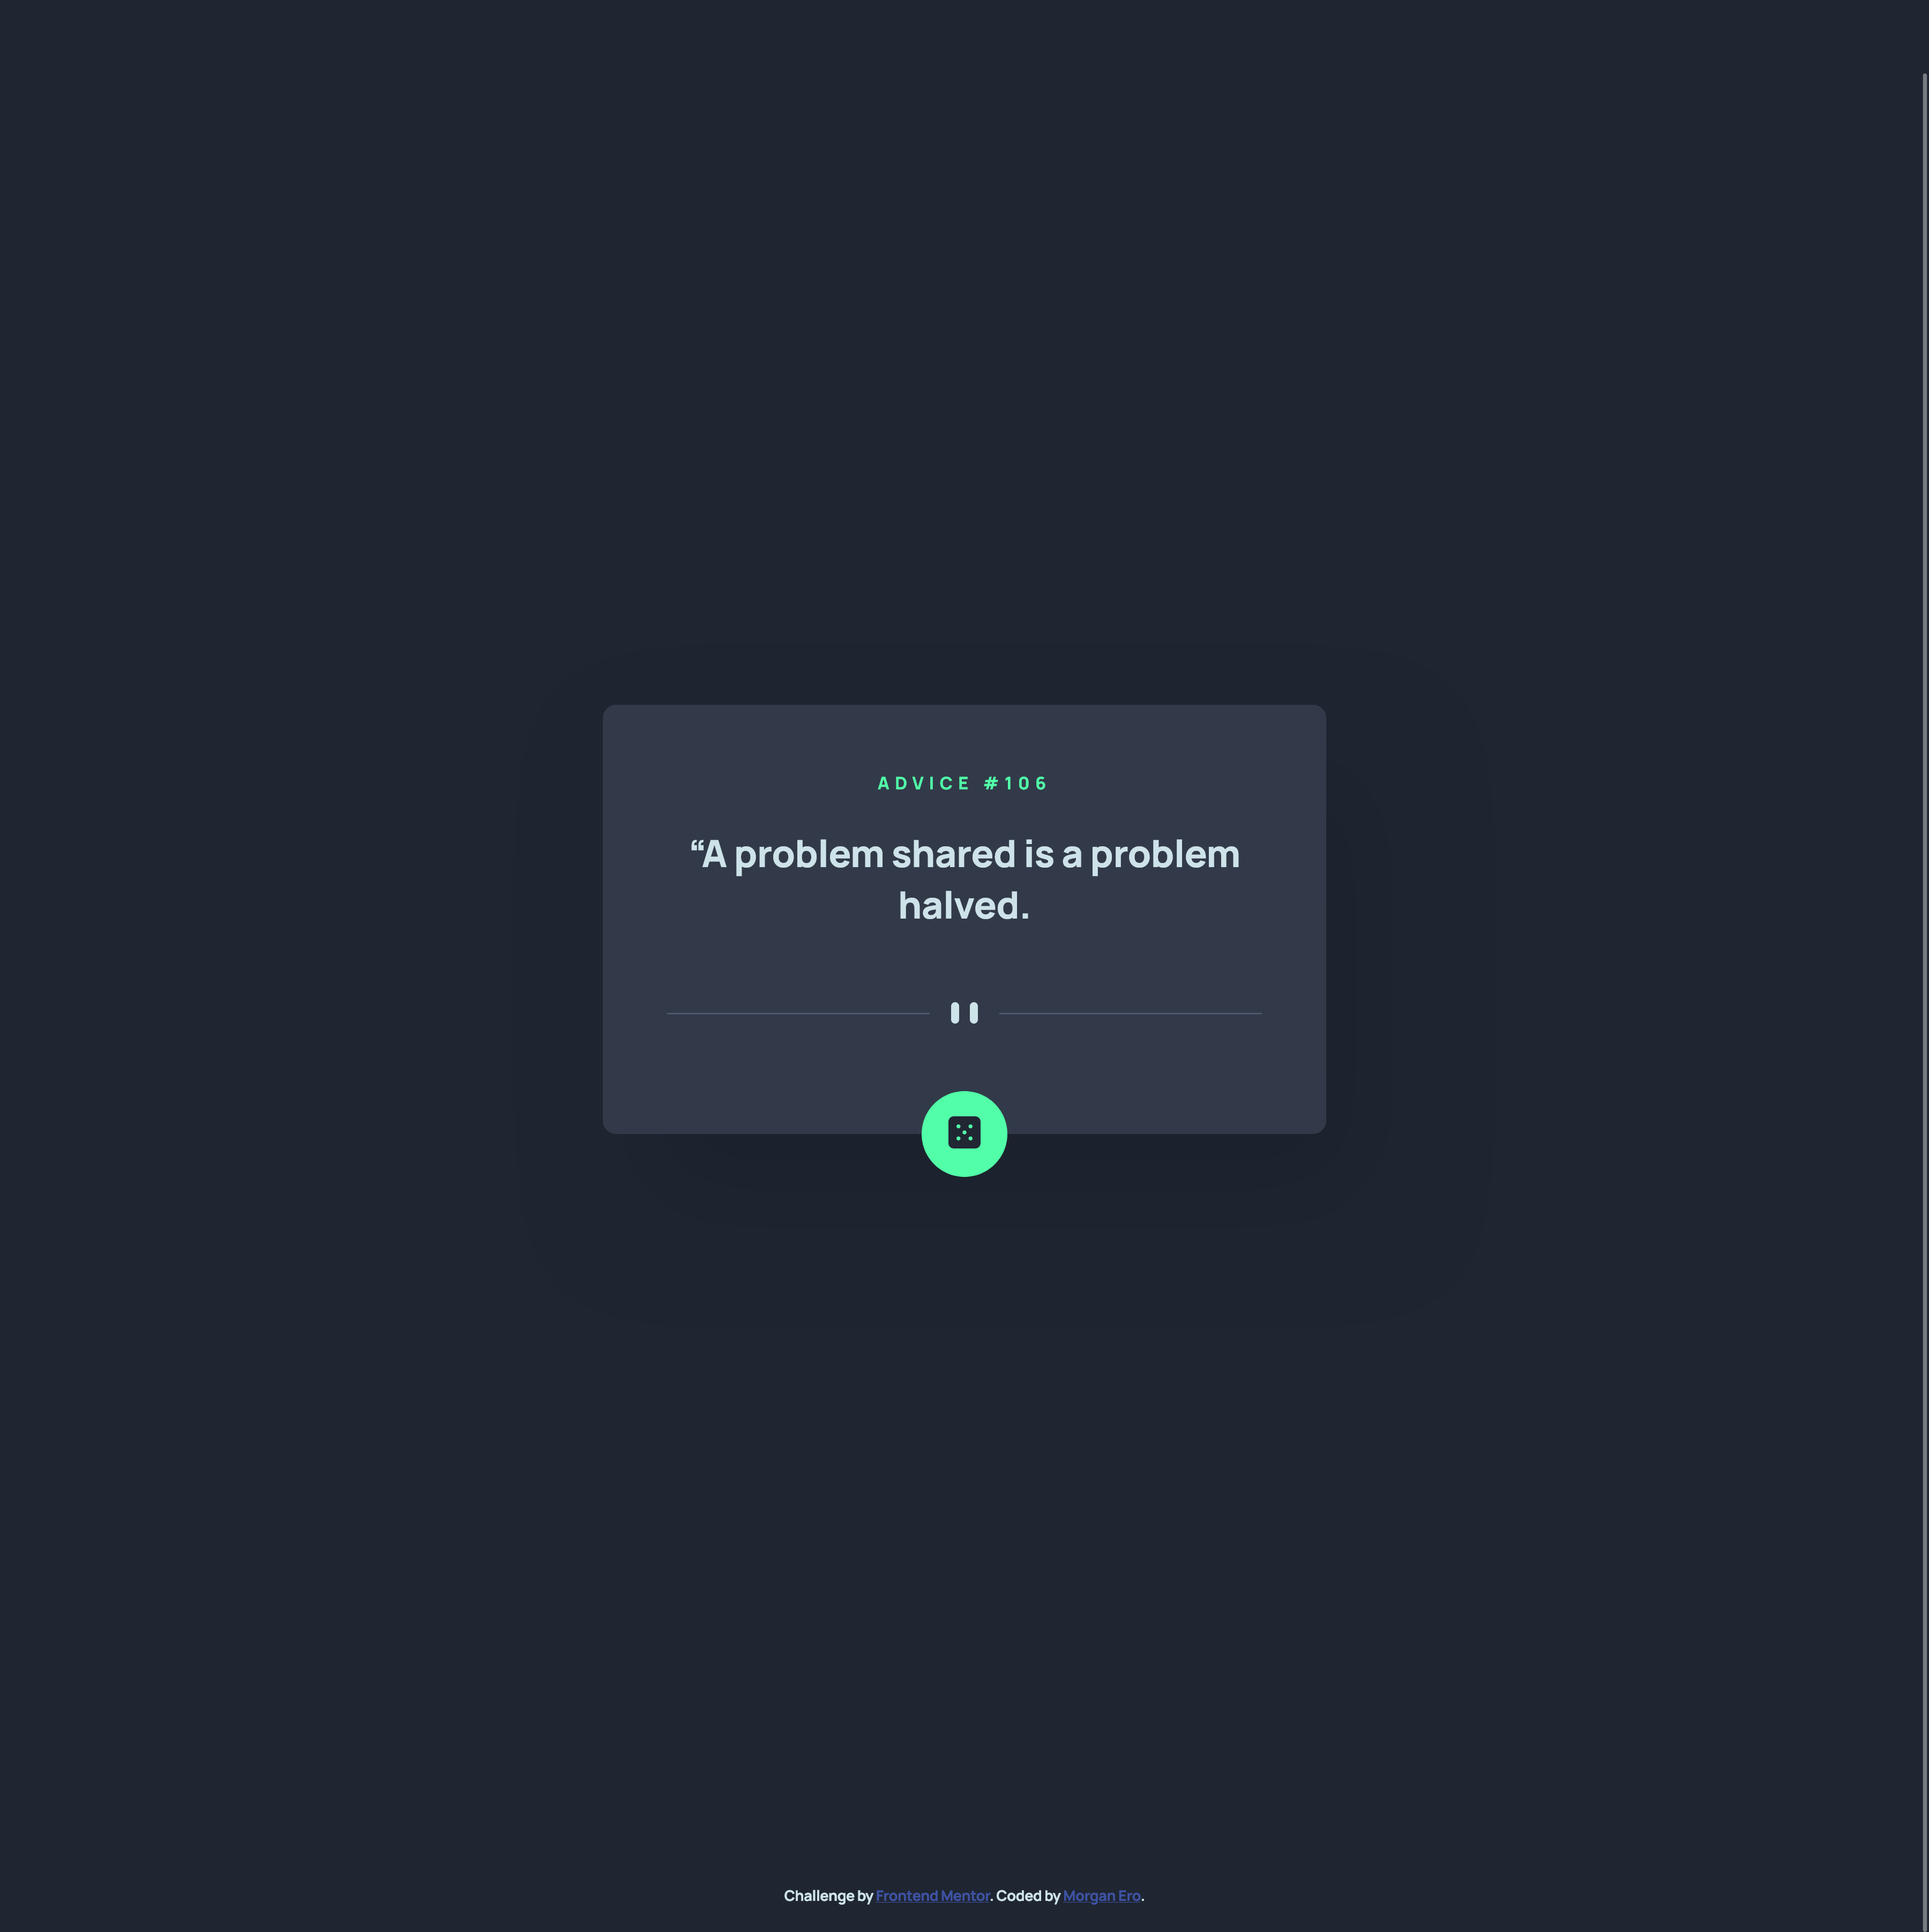 ADVICE #106
“A problem shared is a problem
halved.
Challenge by Frontend Mentor. Coded by Morgan Ero.